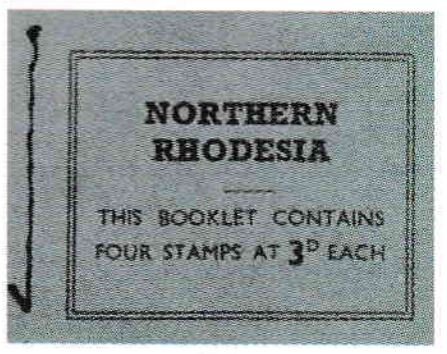 NORTHERN
RHODESIA
THIS BOOKLET CONTAINS
FOUR STAMPS AT 3D EACH